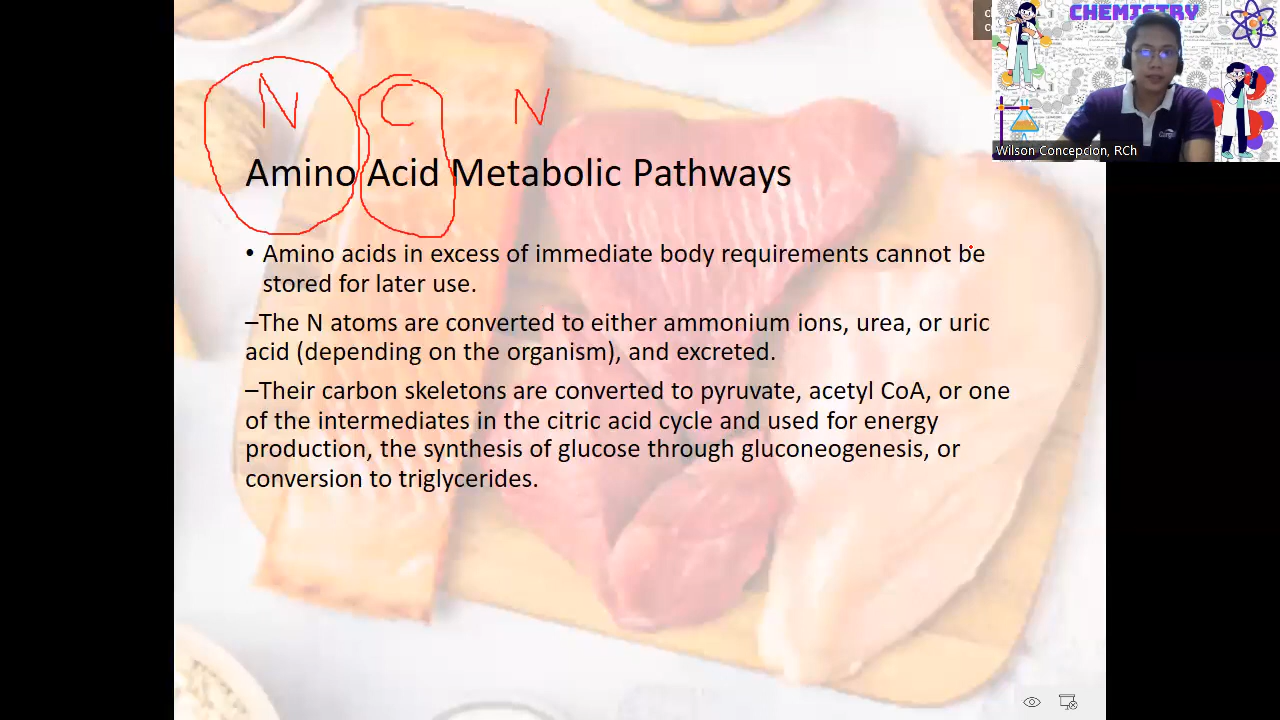 CHEMISTRY
Wilson Concepcion, RCh
N C N
Amino Acid Metabolic Pathways
• Amino acids in excess of immediate body requirements cannot be
stored for later use.
–The N atoms are converted to either ammonium ions, urea, or uric
acid (depending on the organism), and excreted.
–Their carbon skeletons are converted to pyruvate, acetyl CoA, or one
of the intermediates in the citric acid cycle and used for energy
production, the synthesis of glucose through gluconeogenesis, or
conversion to triglycerides.